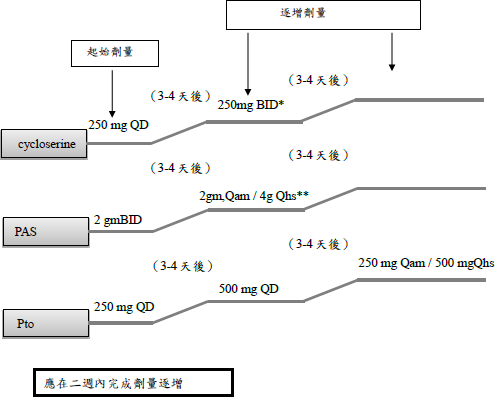 逐增劑量
起始劑量
(3-4天後)
(3-4天後)
250mg BID*
250 mg QD
cycloserine
(3-4天後)
(3-4天後)
2gm,Qam / 4g Qhs**
2 gmBID
PAS
(3-4天後)
(3-4天後)
250 mg Qam / 500 mgQhs
500 mg QD
250 mg QD
Pto
應在二週內完成劑量逐增